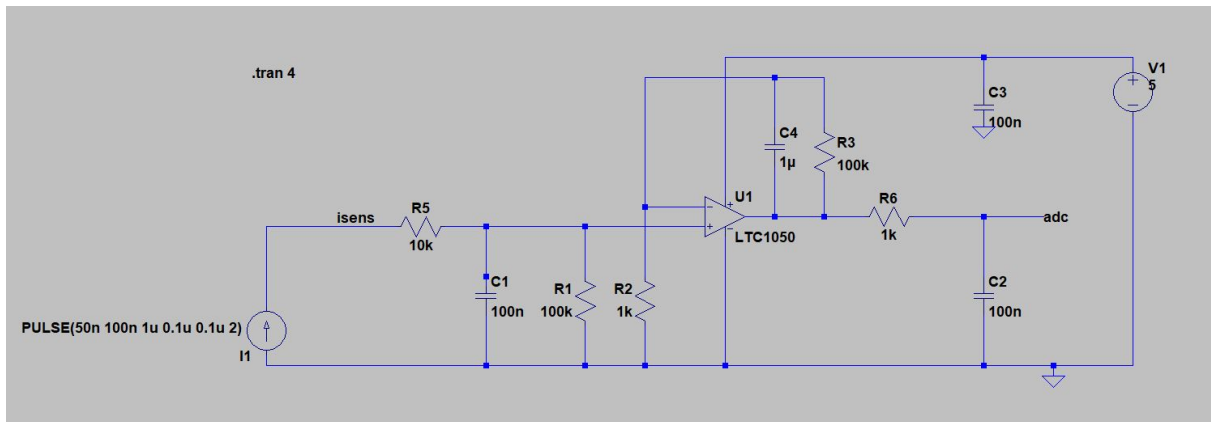 .tran 4
V1
5
C3
100n
C4
1µ
R3
100k
U1
LTC1050
R6
1k
adc
isens
R5
10k
C1
100n
R1
100k
R2
1k
C2
100n
PULSE(50n 100n 1u 0.1u 0.1u 2)
I1